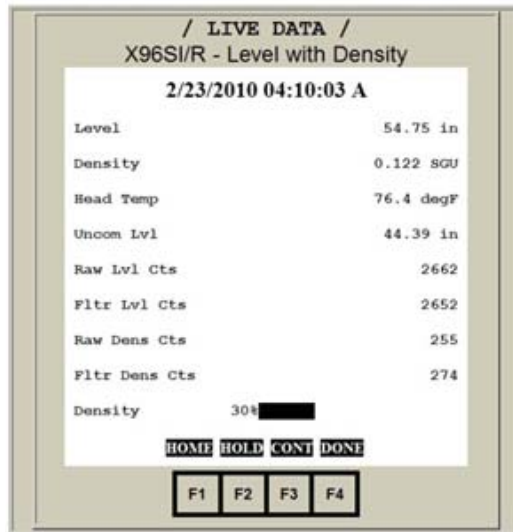 / LIVE DATA /
X96SI/R - Level with Density
2/23/2010 04:10:03 A
Level 54.75 in
Density 0.122 SGU
Head Temp 76.4 degF
Uncom Lvl 44.39 in
Raw Lvl Cts 2662
Fltr Lvl Cts 2652
Raw Dens Cts 255
Fltr Dens Cts 274
Density 30%
HOME HOLD CONT DONE
F1 F2 F3 F4